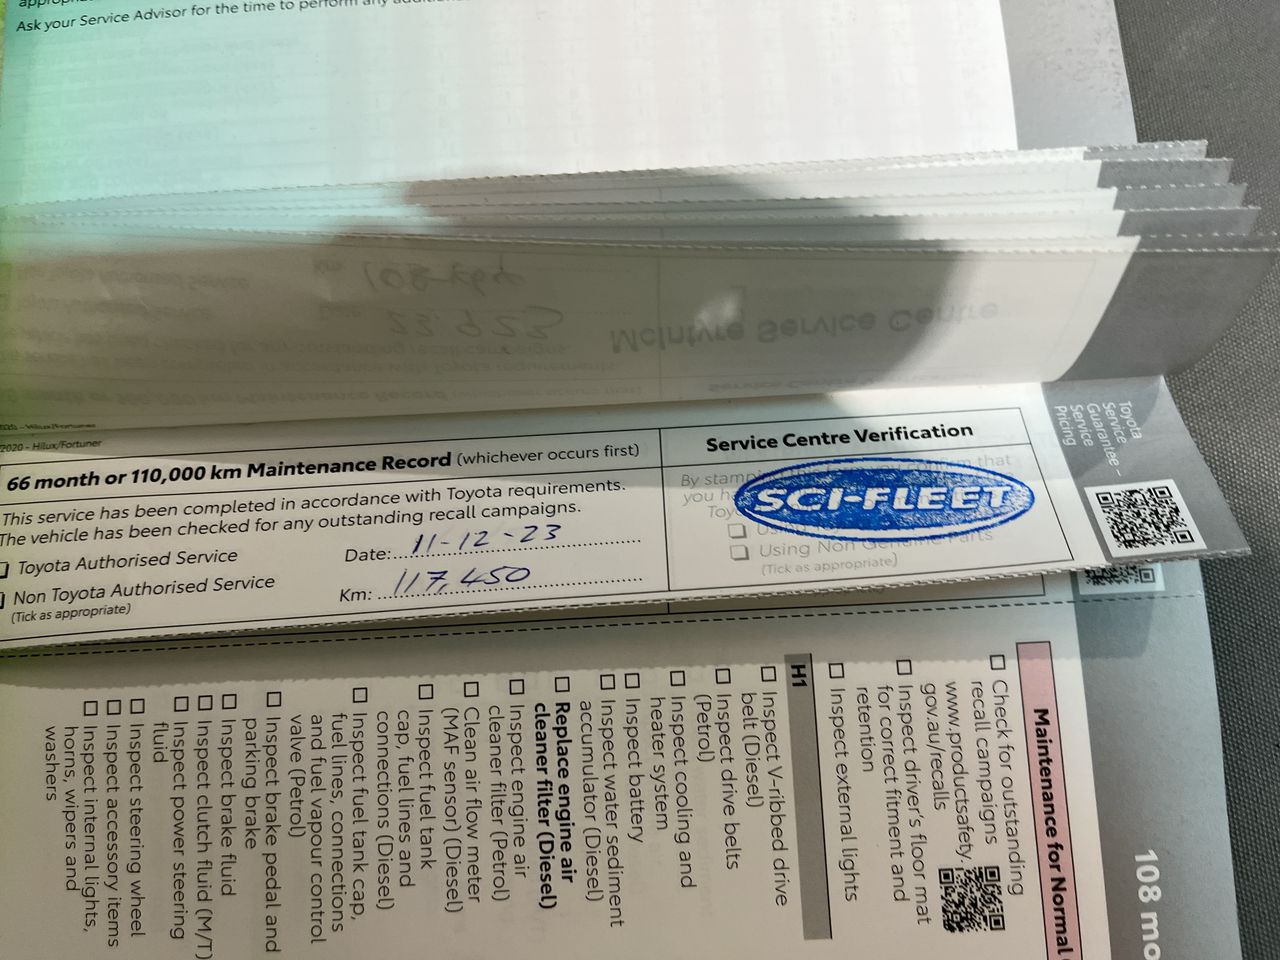 Ask your Service Advisor for the time to perform any
McIntyre Service Centre
2020 - Hilux/Fortuner
66 month or 110,000 km Maintenance Record (whichever occurs first)
This service has been completed in accordance with Toyota requirements.
The vehicle has been checked for any outstanding recall campaigns.
Toyota Authorised Service
Date: 11-12-23
Non Toyota Authorised Service
Km: 117,450
(Tick as appropriate)
Service Centre Verification
By
that
you
SCI-FLEET
Using Non Genuine Parts
(Tick as appropriate)
Toyota
Service
Guarantee –
Service
Pricing
108
Maintenance for Normal
Check for outstanding
recall campaigns
www.productsafety.
gov.au/recalls
Inspect driver's floor mat
for correct fitment and
retention
Inspect external lights
H1
Inspect V-ribbed drive
belt (Diesel)
Inspect drive belts
(Petrol)
Inspect cooling and
heater system
Inspect battery
Inspect water sediment
accumulator (Diesel)
Replace engine air
cleaner filter (Diesel)
Inspect engine air
cleaner filter (Petrol)
Clean air flow meter
(MAF sensor) (Diesel)
Inspect fuel tank
cap, fuel lines and
connections (Diesel)
Inspect fuel tank cap,
fuel lines, connections
and fuel vapour control
valve (Petrol)
Inspect brake pedal and
parking brake
Inspect brake fluid
Inspect clutch fluid (M/T)
Inspect power steering
fluid
Inspect steering wheel
Inspect accessory items
Inspect internal lights,
horns, wipers and
washers